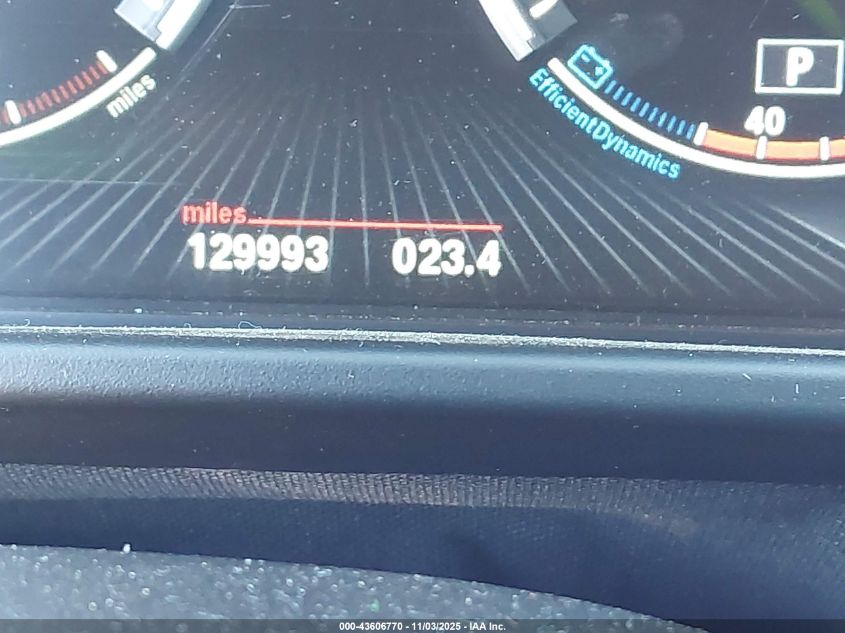 P
40
miles
EfficientDynamics
miles
129993 023.4
000-43606770 - 11/03/2025 - IAA Inc.